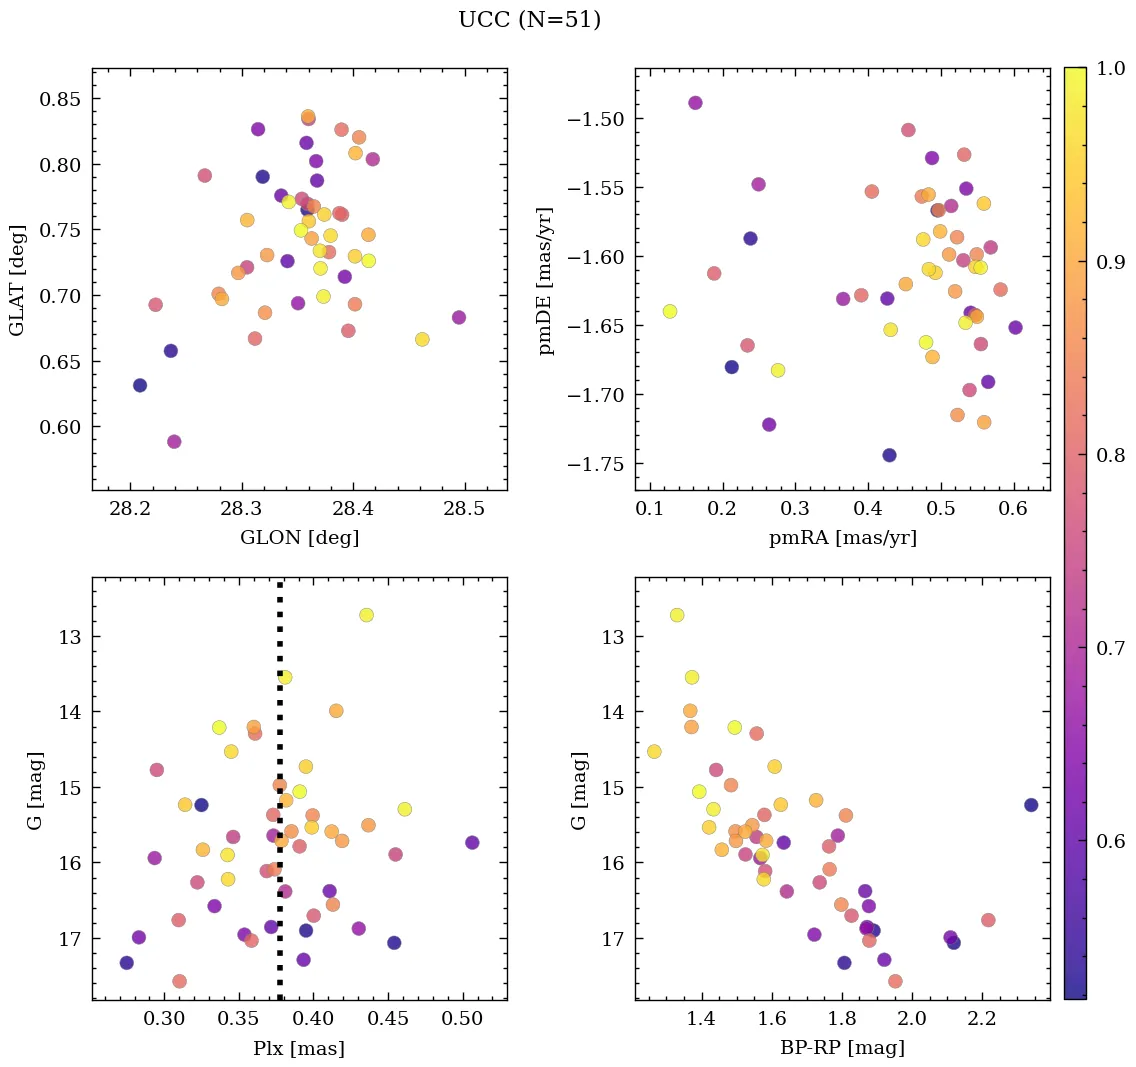 UCC (N=51)
0.85
0.80
0.75
0.70
0.65
0.60
GLAT [deg]
28.2 28.3 28.4 28.5
GLON [deg]
−1.50
−1.55
−1.60
−1.65
−1.70
−1.75
pmDE [mas/yr]
0.1 0.2 0.3 0.4 0.5 0.6
pmRA [mas/yr]
13
14
15
16
17
G [mag]
0.30 0.35 0.40 0.45 0.50
Plx [mas]
13
14
15
16
17
G [mag]
1.4 1.6 1.8 2.0 2.2
BP-RP [mag]
1.0
0.9
0.8
0.7
0.6